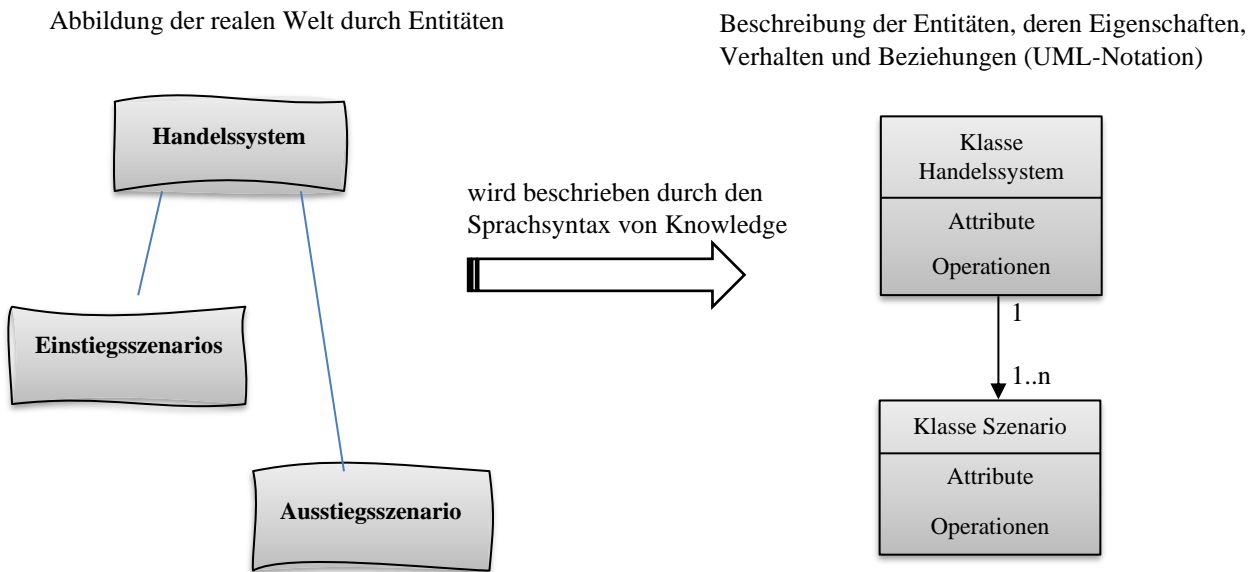 Abbildung der realen Welt durch Entitäten
Beschreibung der Entitäten, deren Eigenschaften,
Verhalten und Beziehungen (UML-Notation)
Handelssystem
Einstiegsszenarios
Ausstiegsszenario
wird beschrieben durch den
Sprachsyntax von Knowledge
Klasse
Handelssystem
Attribute
Operationen
1
1..n
Klasse Szenario
Attribute
Operationen